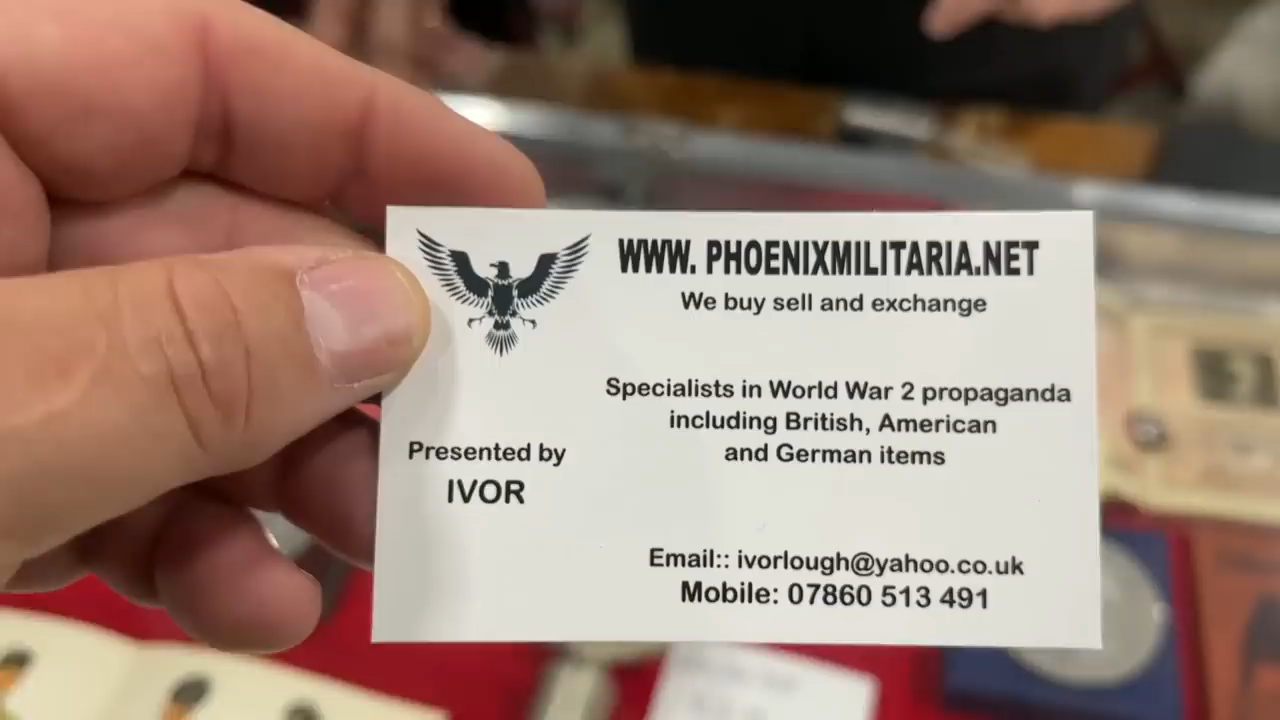 WWW. PHOENIXMILITARIA.NET
We buy sell and exchange
Specialists in World War 2 propaganda
including British, American
and German items
Presented by
IVOR
Email:: ivorlough@yahoo.co.uk
Mobile: 07860 513 491